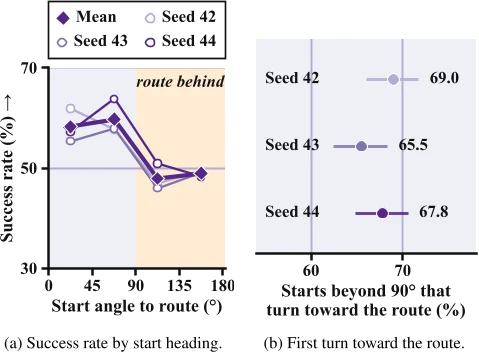 Mean Seed 42
Seed 43 Seed 44
70
50
30
Success rate (%) →
route behind
0 45 90 135 180
Start angle to route (°)
(a) Success rate by start heading.
Seed 42 69.0
Seed 43 65.5
Seed 44 67.8
60 70
Starts beyond 90° that
turn toward the route (%)
(b) First turn toward the route.